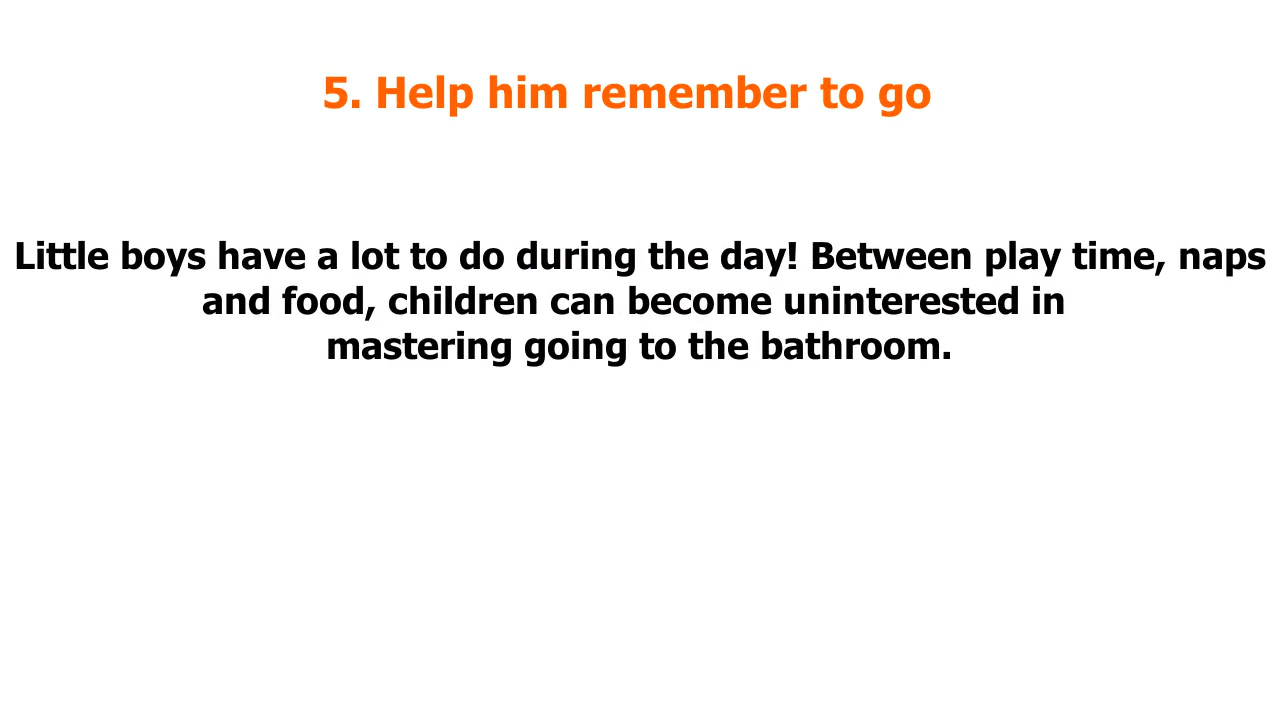 5. Help him remember to go
Little boys have a lot to do during the day! Between play time, naps
and food, children can become uninterested in
mastering going to the bathroom.